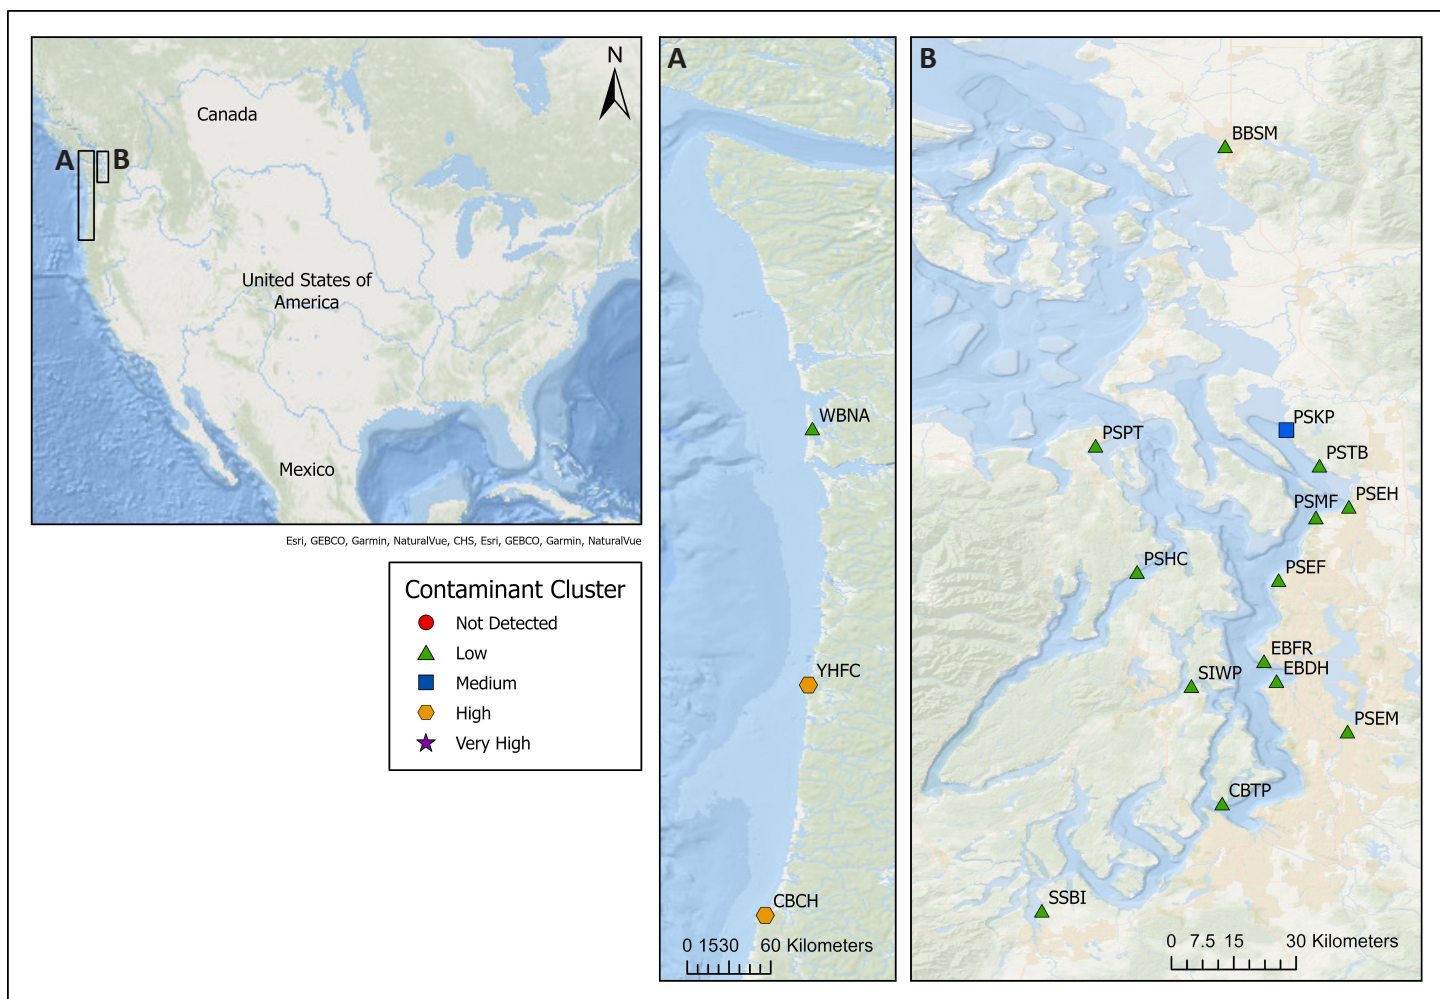 N
Canada
A
B
United States of
America
Mexico
Esri, GEBCO, Garmin, NaturalVue, CHS, Esri, GEBCO, Garmin, NaturalVue
Contaminant Cluster
Not Detected
Low
Medium
High
Very High
A
WBNA
YHFC
CBCH
0 1530 60 Kilometers
B
BBSM
PSKP
PSPT
PSTB
PSEH
PSMF
PSHC
PSEF
EBFR
EBDH
SIWP
PSEM
CBTP
SSBI
0 7.5 15 30 Kilometers